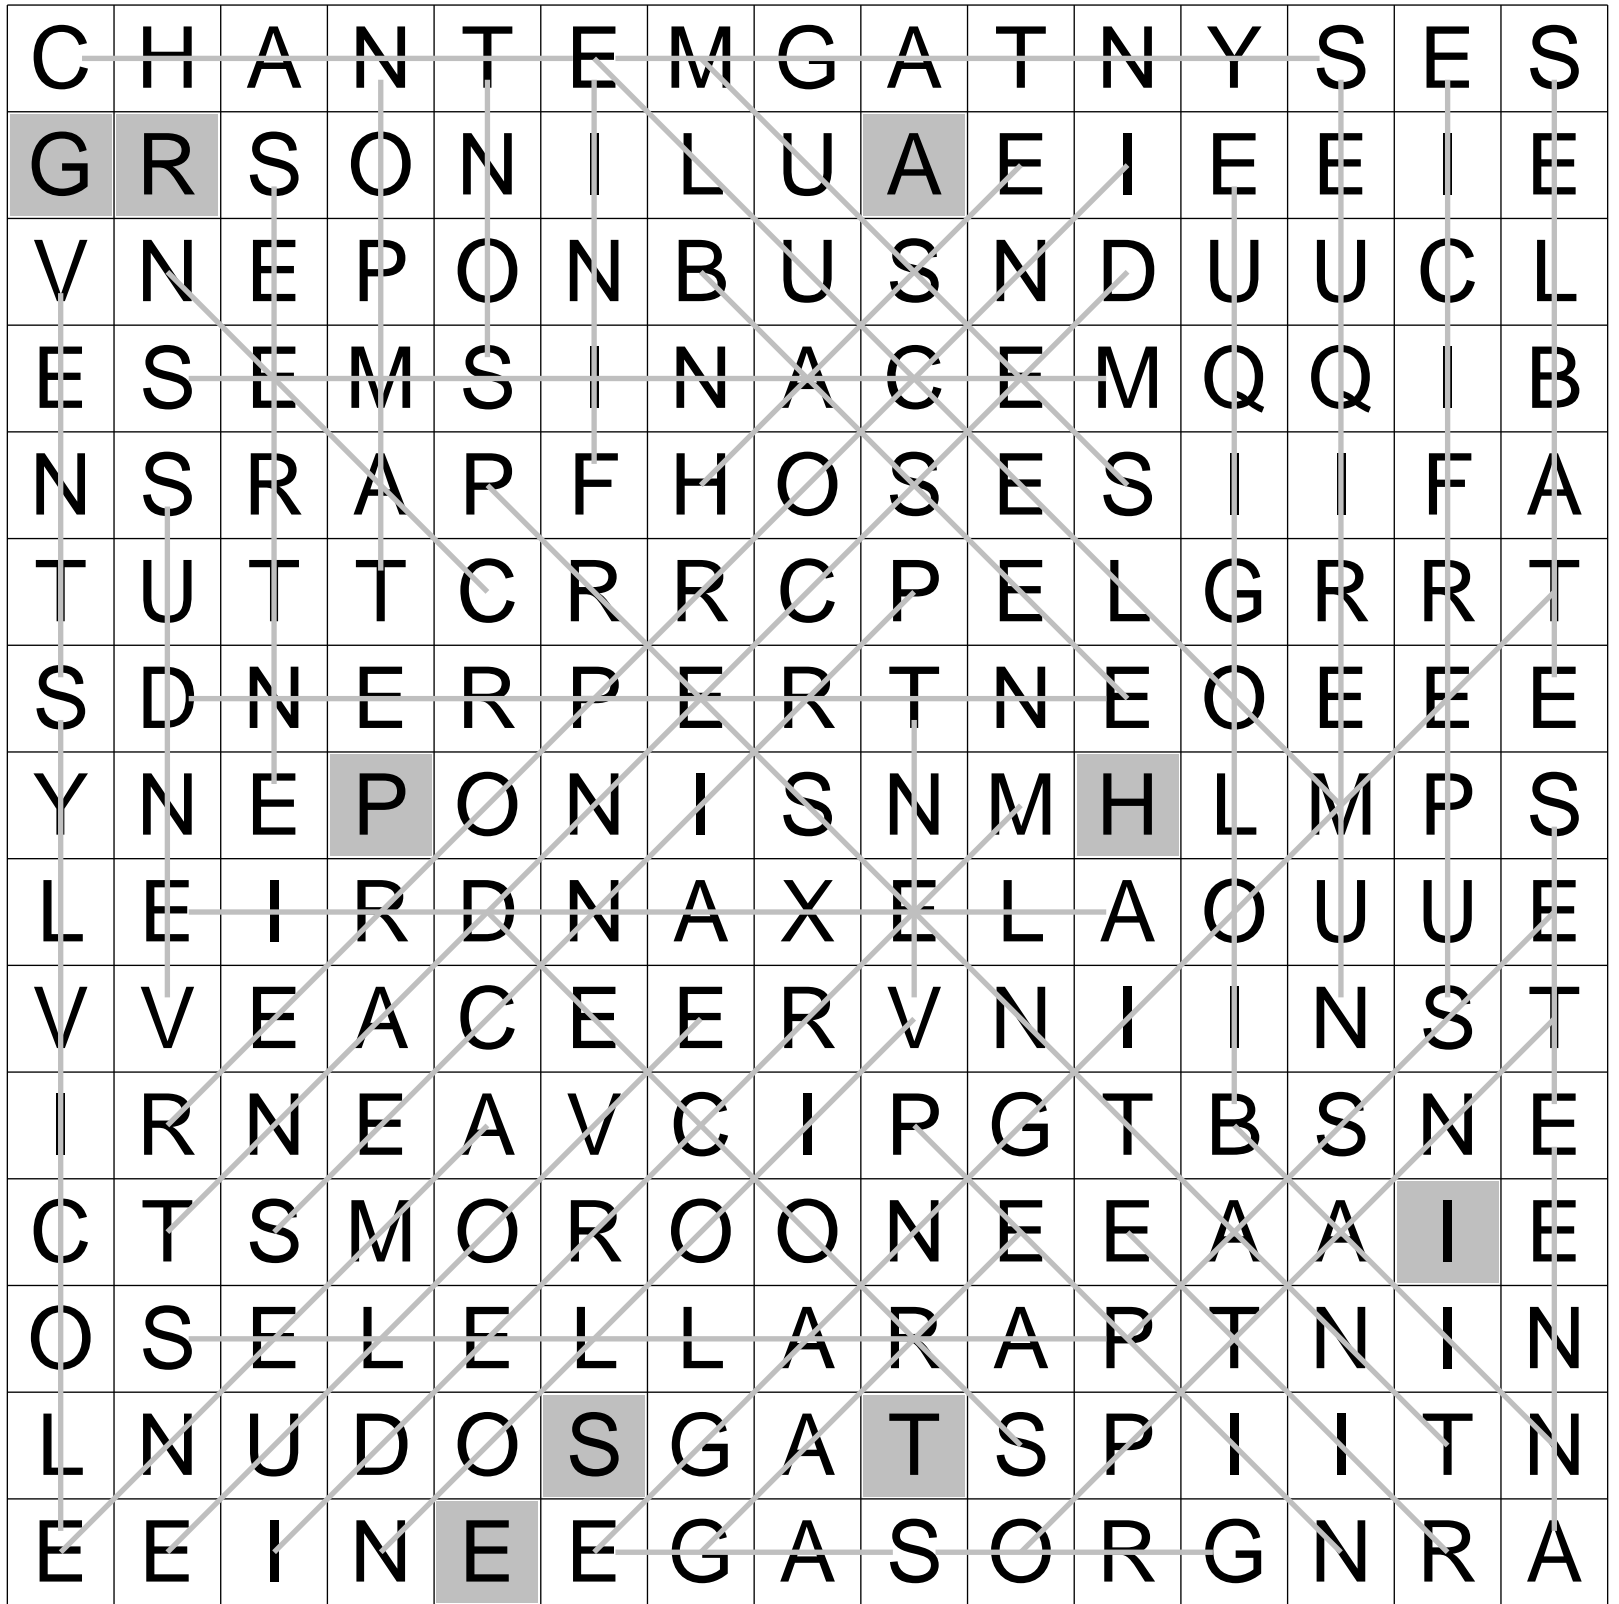 C H A N T E M G A T N Y S E S
G R S O N I L U A E I E E I E
V N E P O N B U S N D U U C L
E S E M S I N A C E M Q Q I B
N S R A P F H O S E S I I F A
T U T T C R R C P E L G R R T
S D N E R P E R T N E O E E E
Y N E P O N I S N M H L M P S
L E I R D N A X E L A O U U E
V V E A C E E R V N I I N S T
I R N E A V C I P G T B S N E
C T S M O R O O N E E A A I E
O S E L E L L A R A P T N I N
L N U D O S G A T S P I I T N
E E I N E E G A S O R G N R A